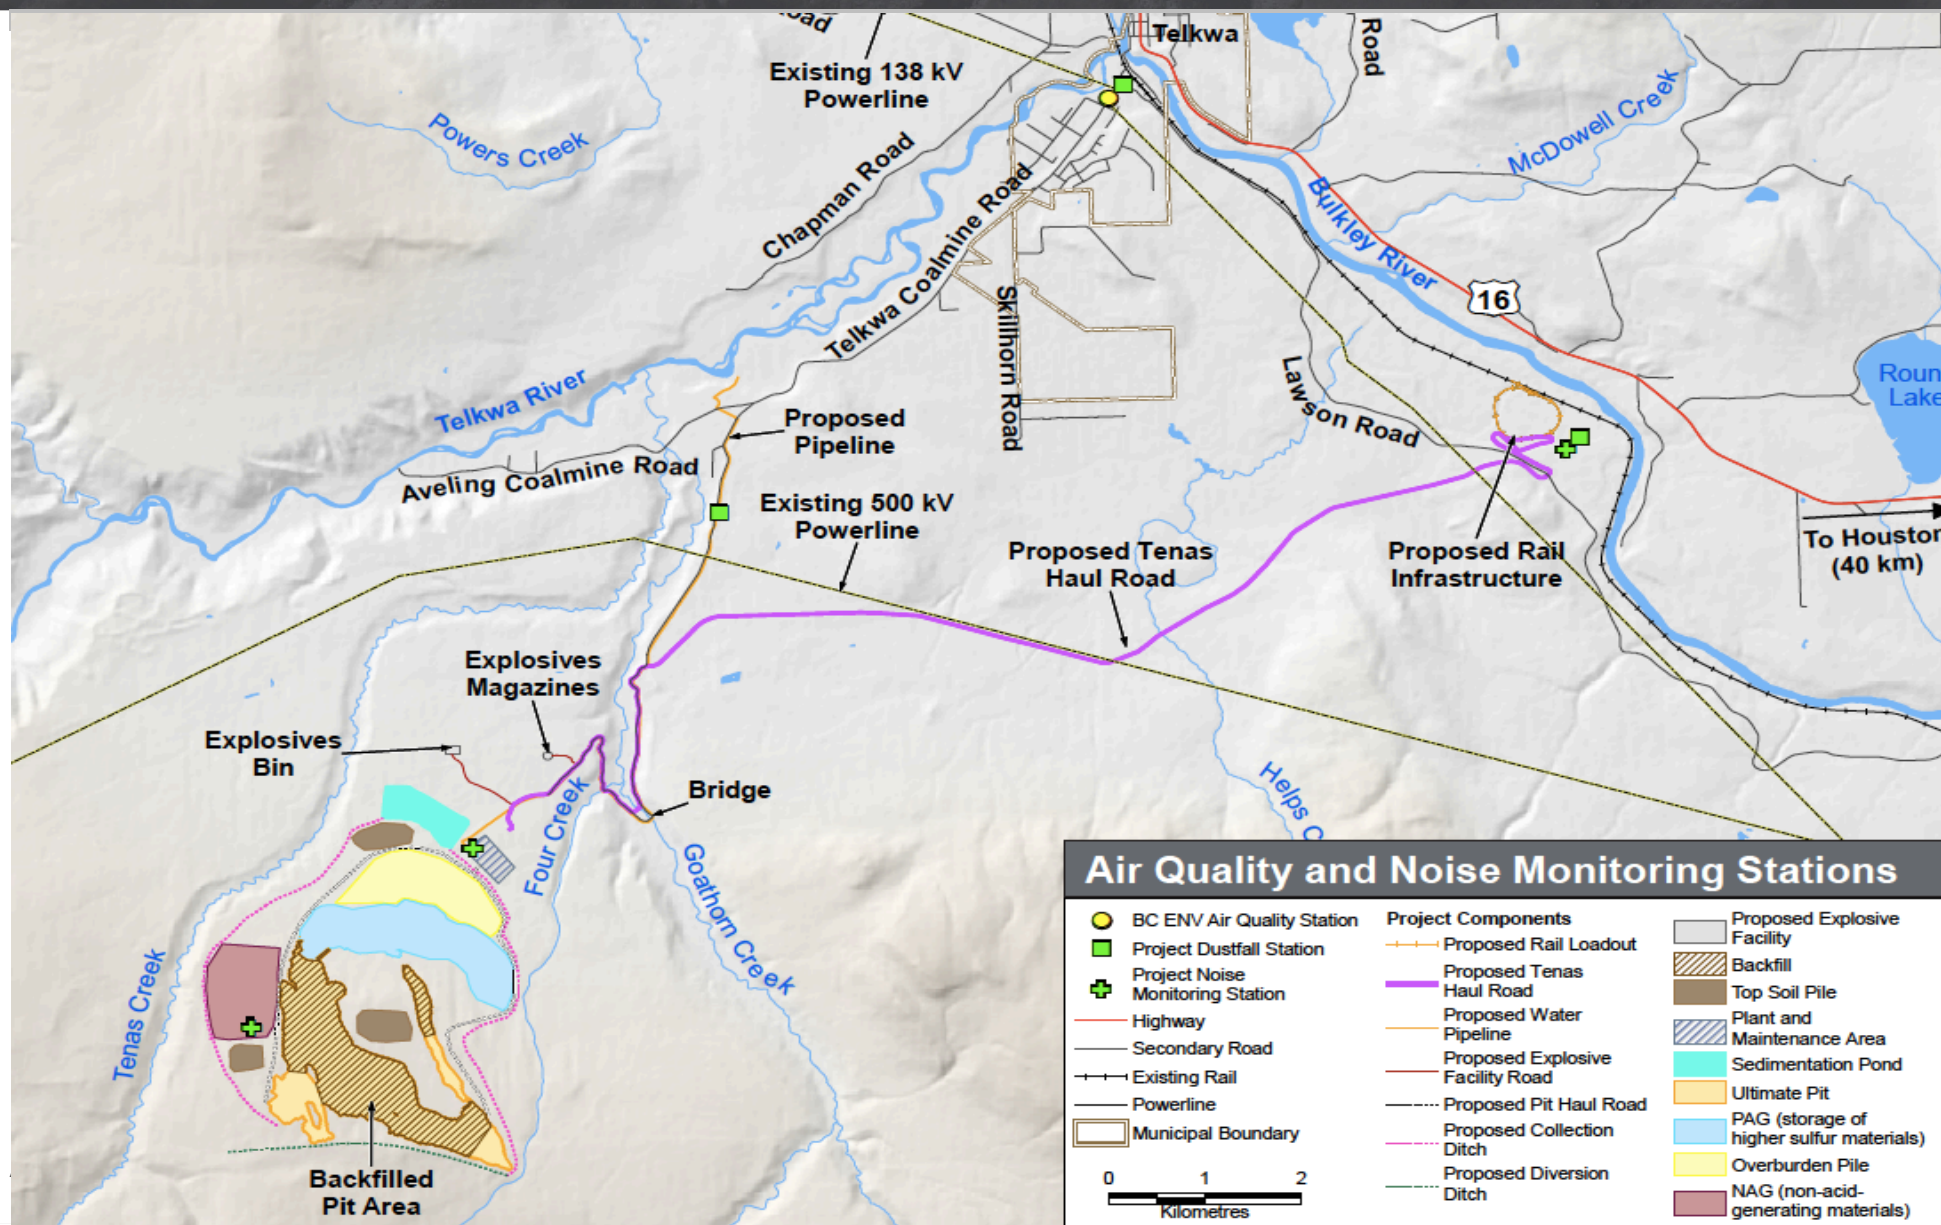 Road
Telkwa
Road
Existing 138 kV
Powerline
Powers Creek
McDowell Creek
Chapman Road
Bulkley River
Telkwa Coalmine Road
16
Skillhorn Road
Telkwa River
Lawson Road
Roun
Lake
Proposed
Pipeline
Aveling Coalmine Road
Existing 500 kV
Powerline
Proposed Tenas
Haul Road
Proposed Rail
Infrastructure
To Houston
(40 km)
Explosives
Magazines
Explosives
Bin
Bridge
Helps C
Four Creek
Goathorn Creek
Tenas Creek
Backfilled
Pit Area
Air Quality and Noise Monitoring Stations
BC ENV Air Quality Station
Project Dustfall Station
Project Noise
Monitoring Station
Highway
Secondary Road
Existing Rail
Powerline
Municipal Boundary
0 1 2
Kilometres
Project Components
Proposed Rail Loadout
Proposed Tenas
Haul Road
Proposed Water
Pipeline
Proposed Explosive
Facility Road
Proposed Pit Haul Road
Proposed Collection
Ditch
Proposed Diversion
Ditch
Proposed Explosive
Facility
Backfill
Top Soil Pile
Plant and
Maintenance Area
Sedimentation Pond
Ultimate Pit
PAG (storage of
higher sulfur materials)
Overburden Pile
NAG (non-acid-
generating materials)